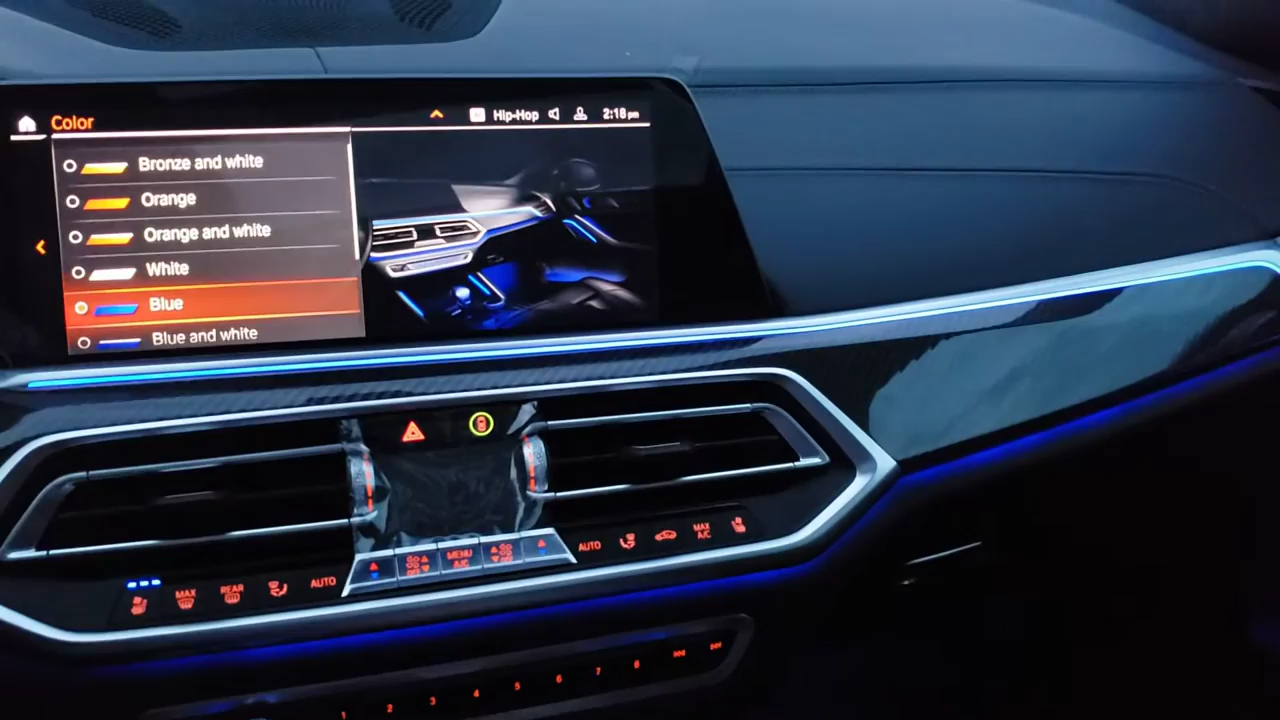 Color
Hip-Hop
2:18 pm
Bronze and white
Orange
Orange and white
White
Blue
Blue and white
MAX
REAR
AUTO
MENU
A/C
AUTO
MAX
A/C
1 2 3 4 5 6 7 8